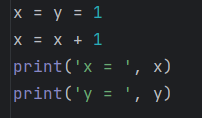 x = y = 1
x = x + 1
print('x = ', x)
print('y = ', y)